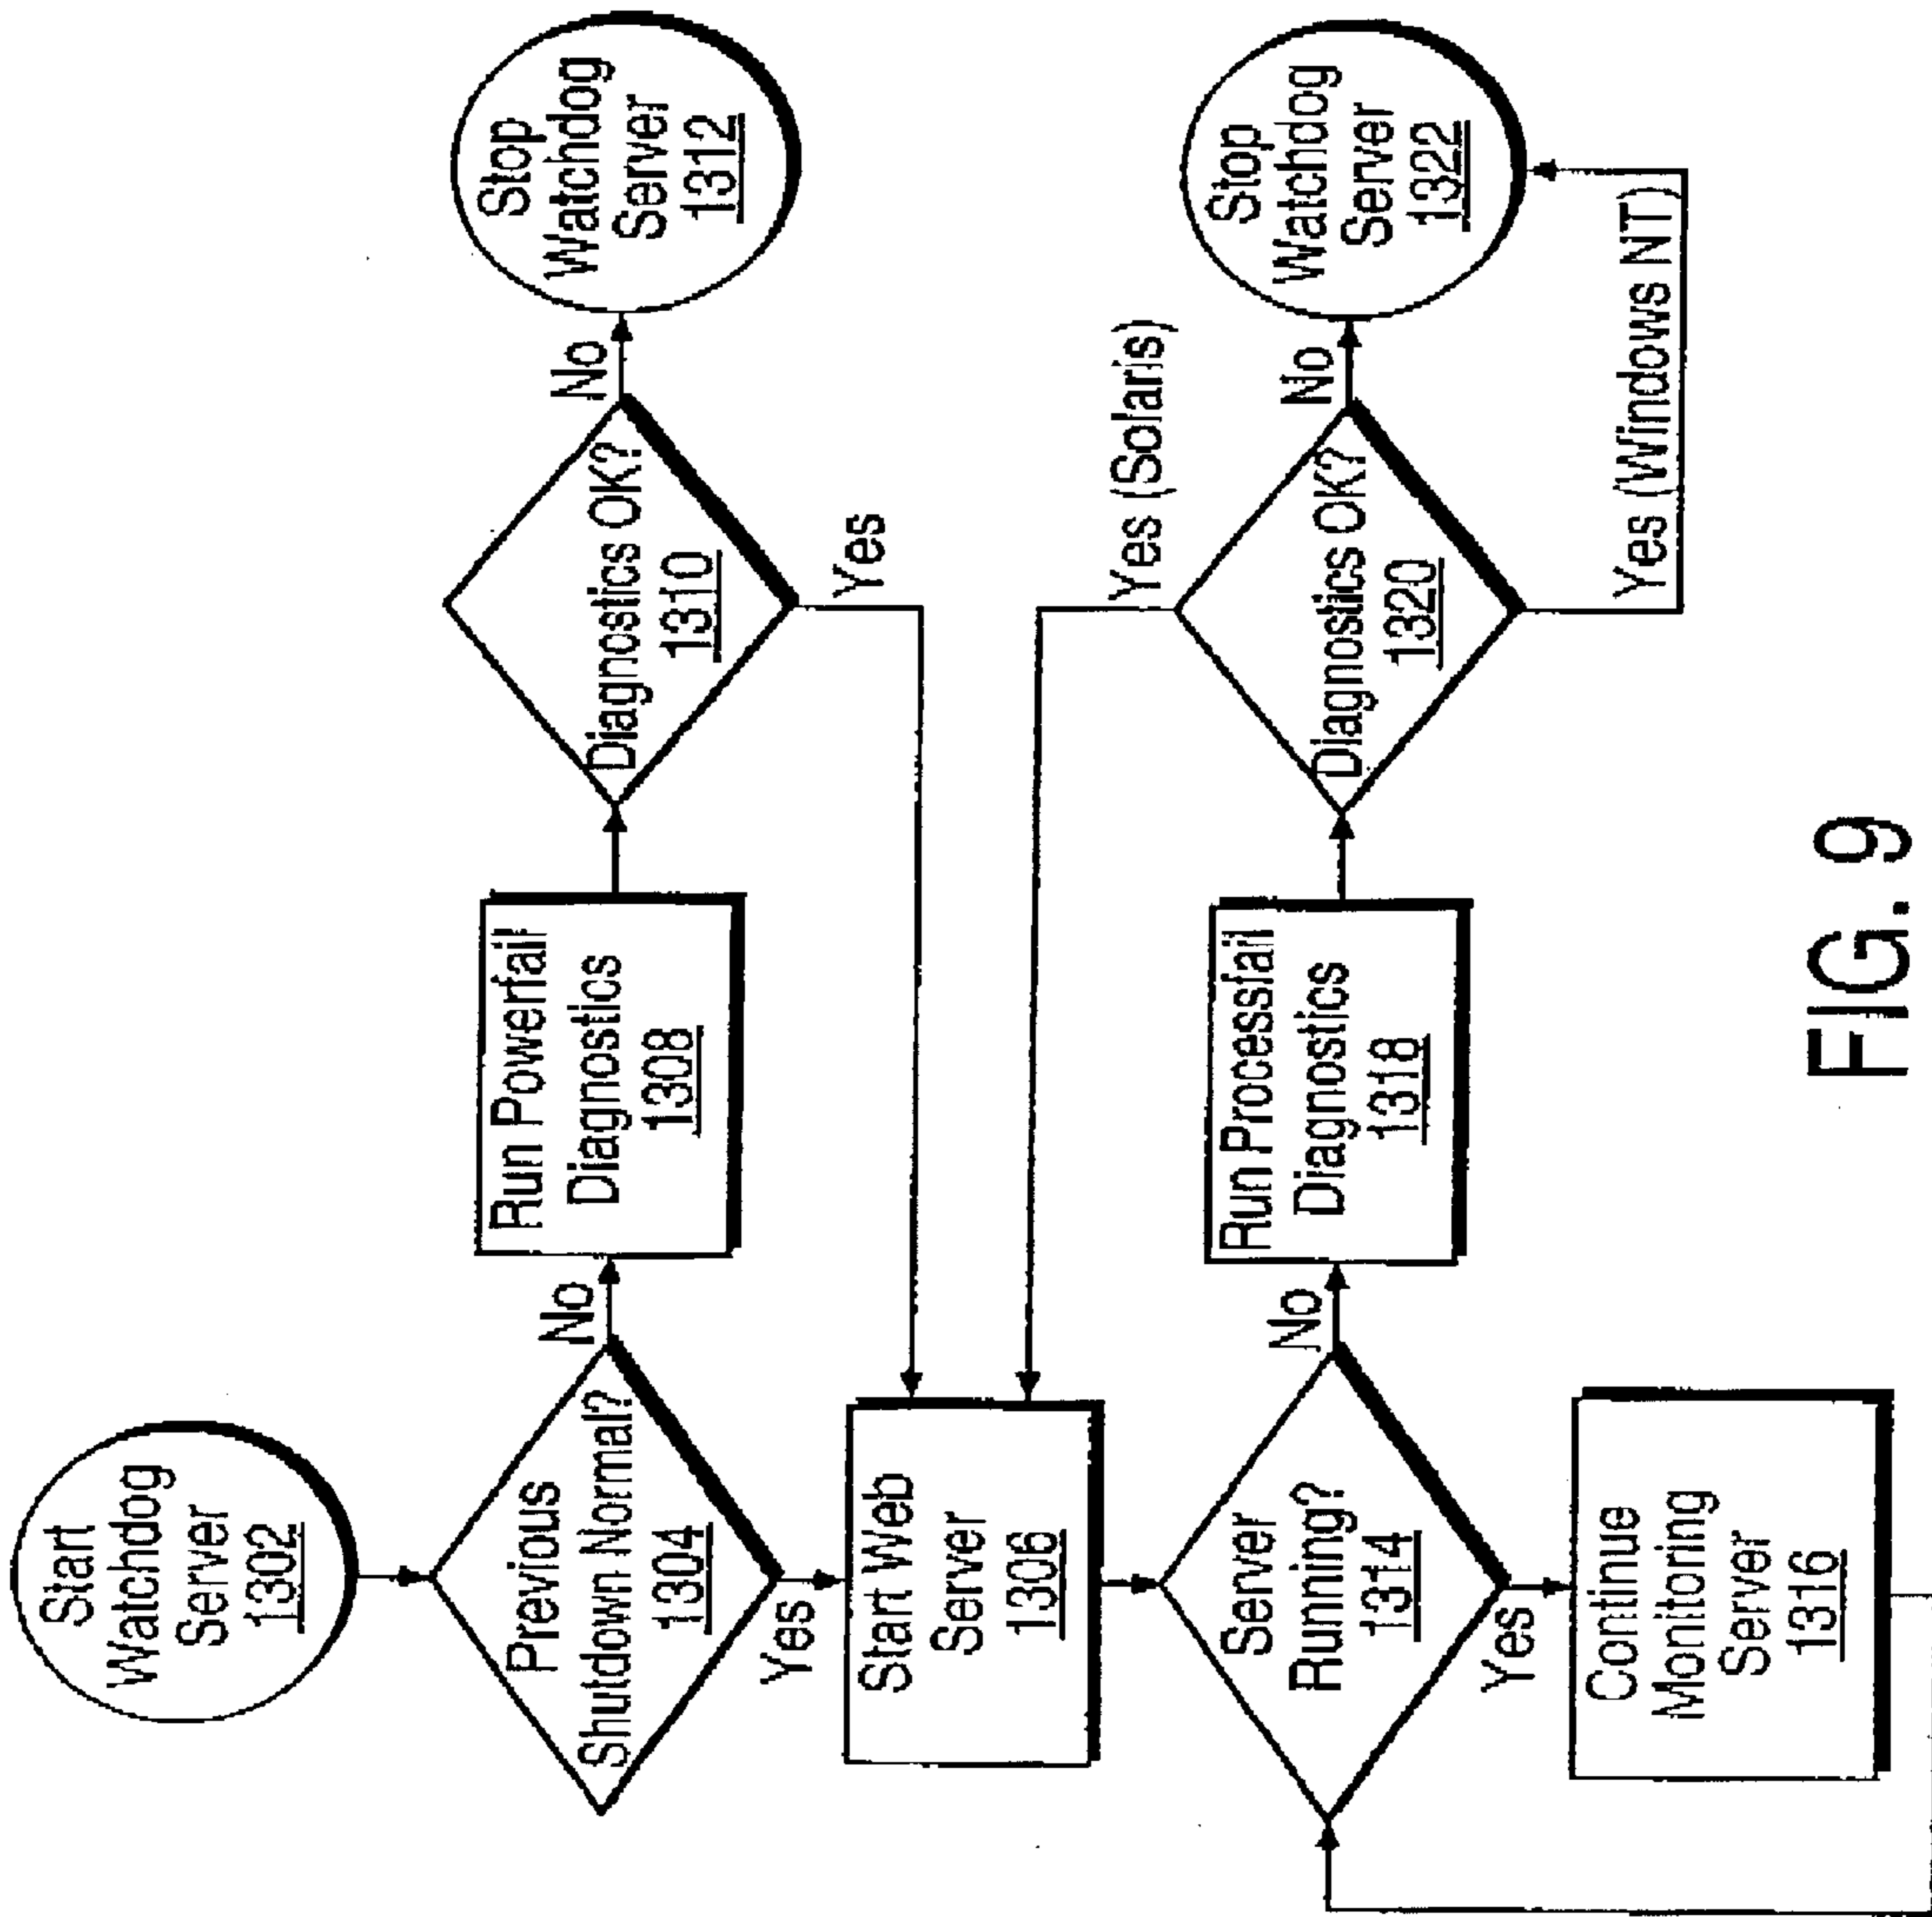 Start
Watchdog
Server
1302
Previous
Shutdown Normal?
1304
No
Yes
Run Powerfail
Diagnostics
1308
Diagnostics OK?
1310
No
Yes
Stop
Watchdog
Server
1312
Start Web
Server
1306
Server
Running?
1314
No
Yes
Run Processfail
Diagnostics
1318
Yes (Solaris)
Diagnostics OK?
1320
No
Yes (Windows NT)
Stop
Watchdog
Server
1322
Continue
Monitoring
Server
1316
FIG. 9